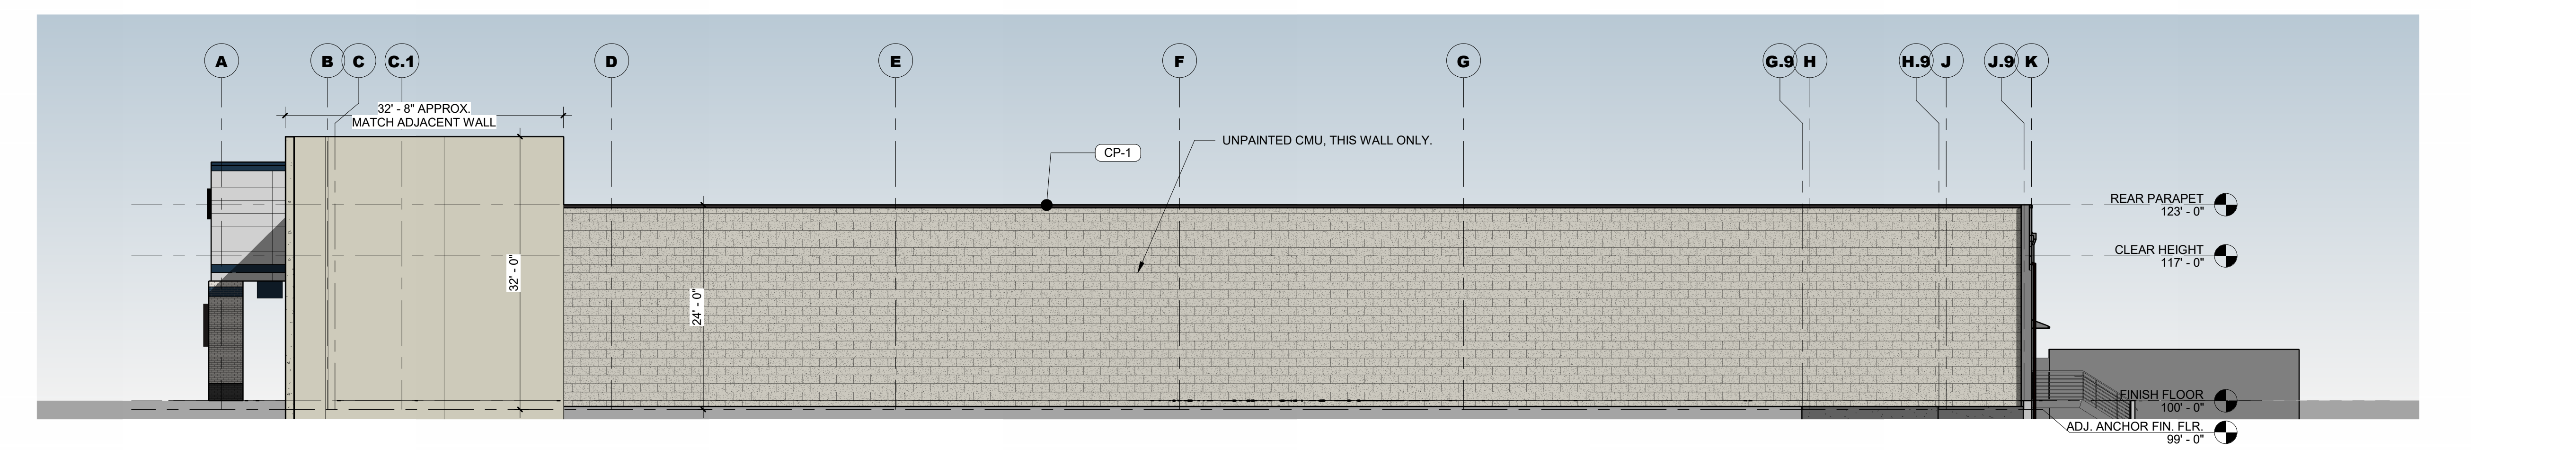 A B C C.1 D E F G G.9 H H.9 J J.9 K
32' - 8" APPROX.
MATCH ADJACENT WALL
UNPAINTED CMU, THIS WALL ONLY.
CP-1
REAR PARAPET
123' - 0"
CLEAR HEIGHT
117' - 0"
32' - 0"
24' - 0"
FINISH FLOOR
100' - 0"
ADJ. ANCHOR FIN. FLR.
99' - 0"